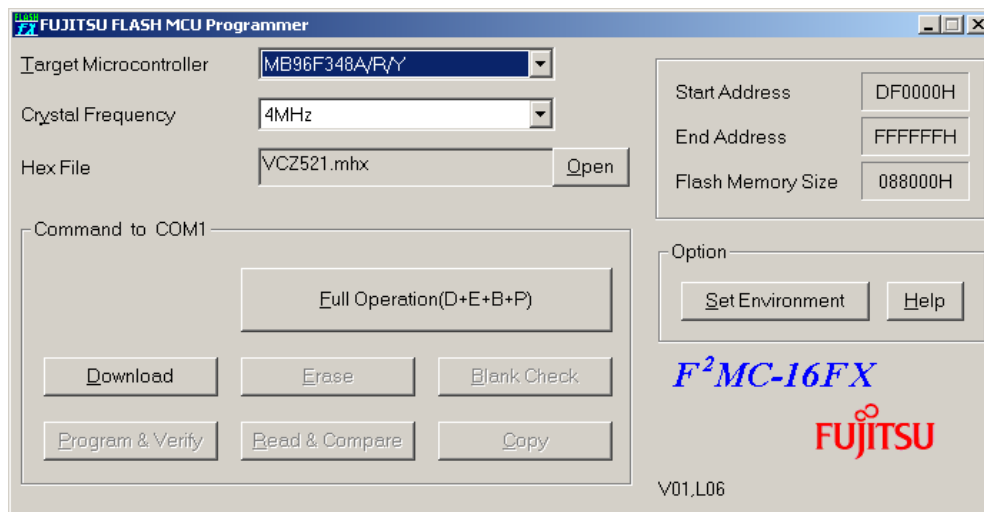 FLASH FX FUJITSU FLASH MCU Programmer
Target Microcontroller MB96F348A/R/Y
Crystal Frequency 4MHz
Hex File VCZ521.mhx Open
Start Address DF0000H
End Address FFFFFFH
Flash Memory Size 088000H
Command to COM1
Full Operation(D+E+B+P)
Download Erase Blank Check
Program & Verify Read & Compare Copy
Option
Set Environment Help
F²MC-16FX
FUJITSU
V01,L06